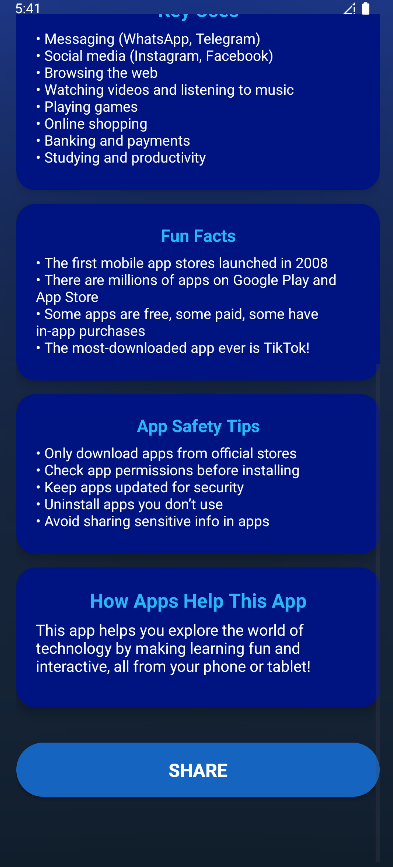 5:41
Key Uses
• Messaging (WhatsApp, Telegram)
• Social media (Instagram, Facebook)
• Browsing the web
• Watching videos and listening to music
• Playing games
• Online shopping
• Banking and payments
• Studying and productivity
Fun Facts
• The first mobile app stores launched in 2008
• There are millions of apps on Google Play and
App Store
• Some apps are free, some paid, some have
in-app purchases
• The most-downloaded app ever is TikTok!
App Safety Tips
• Only download apps from official stores
• Check app permissions before installing
• Keep apps updated for security
• Uninstall apps you don’t use
• Avoid sharing sensitive info in apps
How Apps Help This App
This app helps you explore the world of
technology by making learning fun and
interactive, all from your phone or tablet!
SHARE